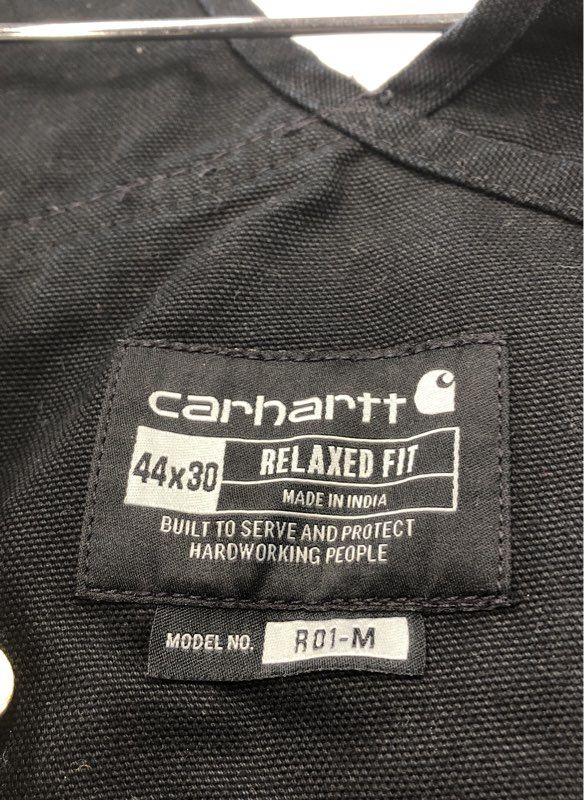 carhartt
44x30
RELAXED FIT
MADE IN INDIA
BUILT TO SERVE AND PROTECT
HARDWORKING PEOPLE
MODEL NO. R01-M